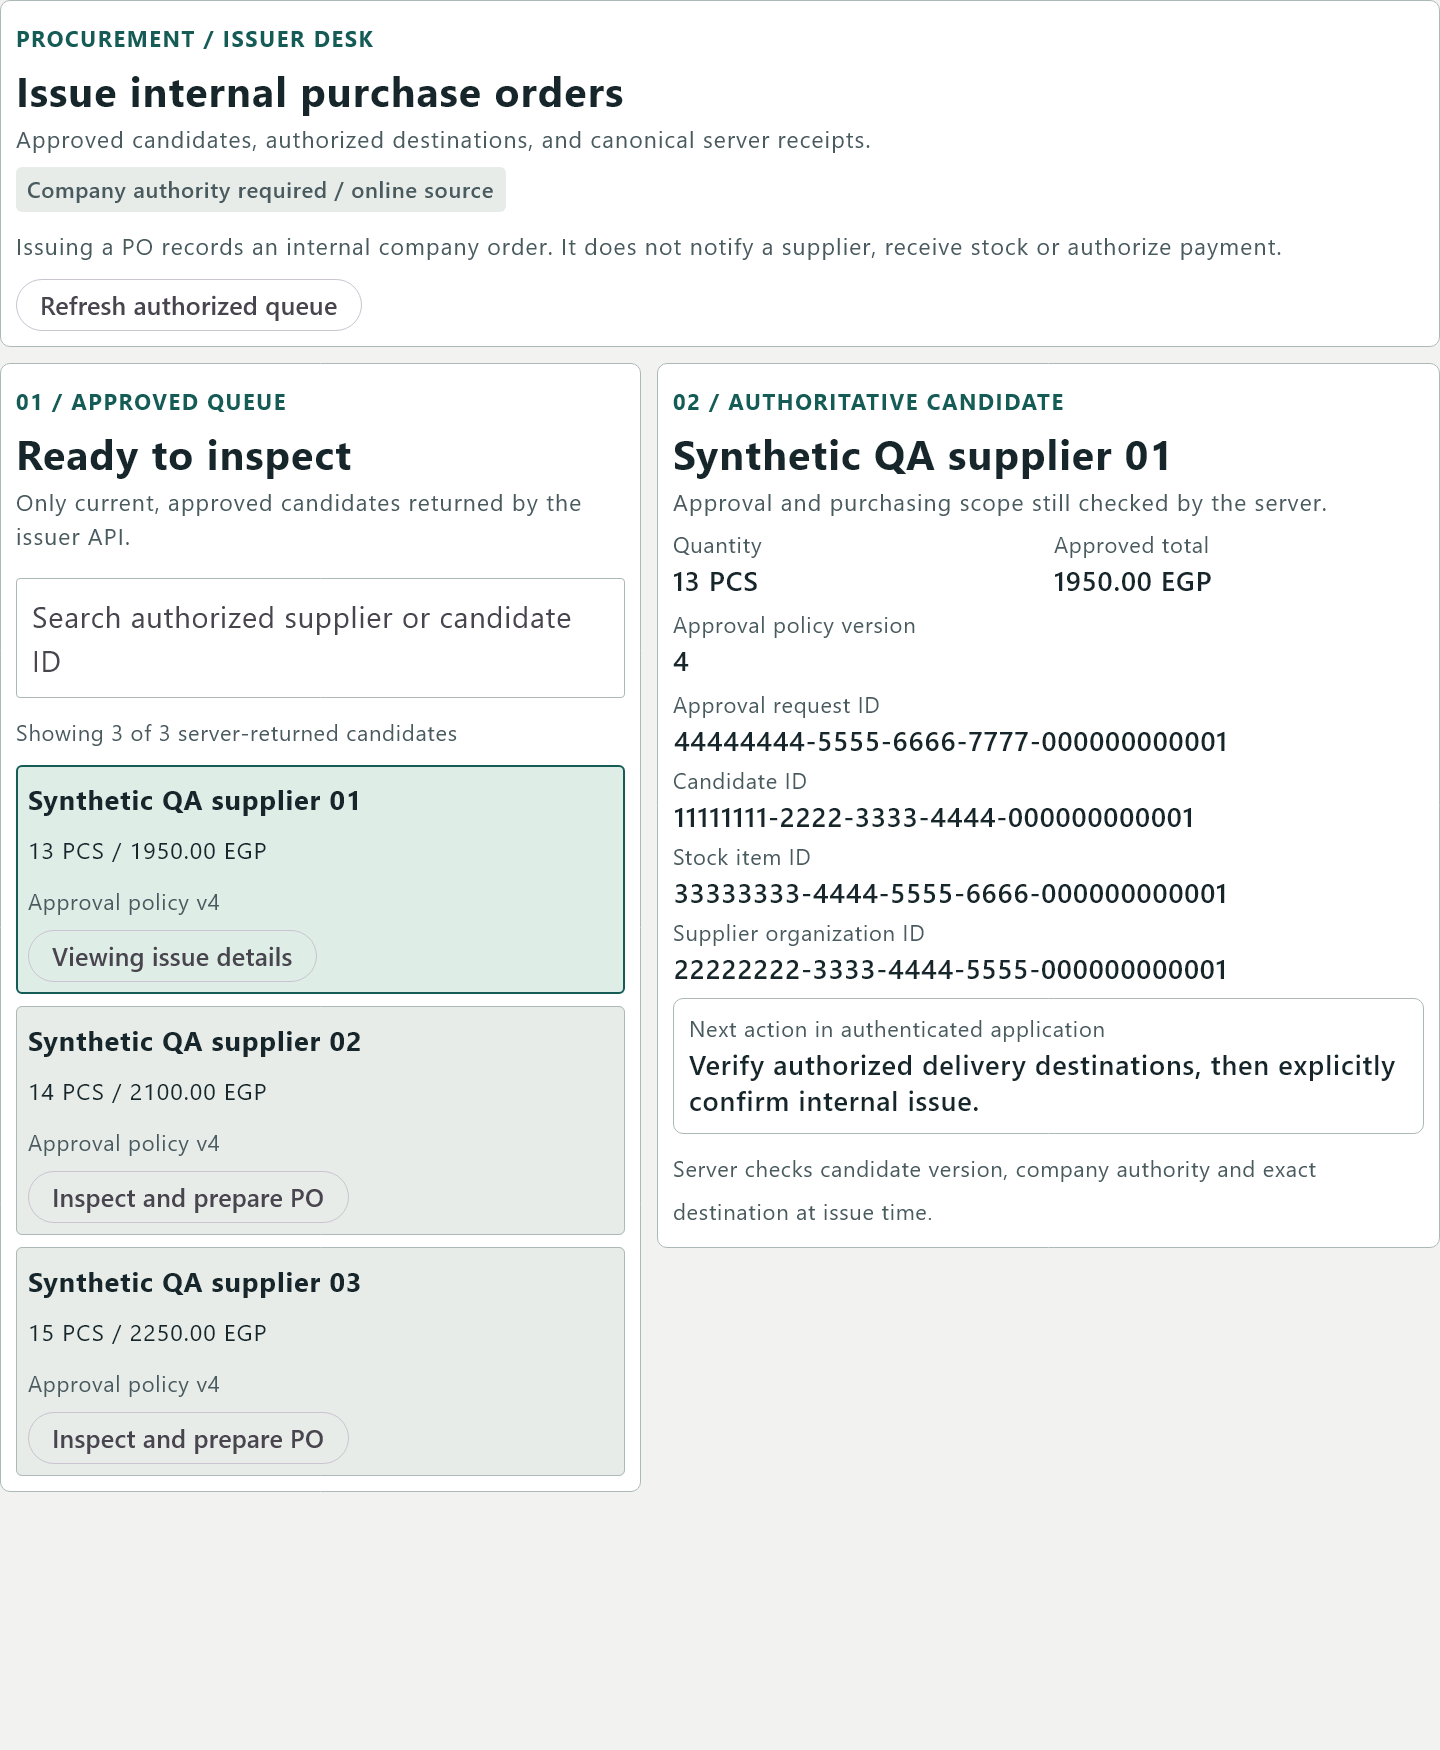 PROCUREMENT / ISSUER DESK
Issue internal purchase orders
Approved candidates, authorized destinations, and canonical server receipts.
Company authority required / online source
Issuing a PO records an internal company order. It does not notify a supplier, receive stock or authorize payment.
Refresh authorized queue
01 / APPROVED QUEUE
Ready to inspect
Only current, approved candidates returned by the
issuer API.
Search authorized supplier or candidate
ID
Showing 3 of 3 server-returned candidates
Synthetic QA supplier 01
13 PCS / 1950.00 EGP
Approval policy v4
Viewing issue details
Synthetic QA supplier 02
14 PCS / 2100.00 EGP
Approval policy v4
Inspect and prepare PO
Synthetic QA supplier 03
15 PCS / 2250.00 EGP
Approval policy v4
Inspect and prepare PO
02 / AUTHORITATIVE CANDIDATE
Synthetic QA supplier 01
Approval and purchasing scope still checked by the server.
Quantity
13 PCS
Approved total
1950.00 EGP
Approval policy version
4
Approval request ID
44444444-5555-6666-7777-000000000001
Candidate ID
11111111-2222-3333-4444-000000000001
Stock item ID
33333333-4444-5555-6666-000000000001
Supplier organization ID
22222222-3333-4444-5555-000000000001
Next action in authenticated application
Verify authorized delivery destinations, then explicitly
confirm internal issue.
Server checks candidate version, company authority and exact
destination at issue time.